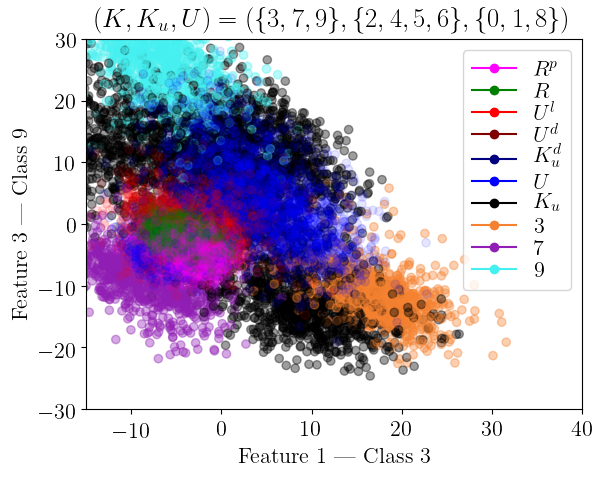 (K, K_u, U) = ({3, 7, 9}, {2, 4, 5, 6}, {0, 1, 8})
30
20
10
0
−10
−20
−30
Feature 3 — Class 9
R^p
R
U^l
U^d
K_u^d
U
K_u
3
7
9
−10
0
10
20
30
40
Feature 1 — Class 3